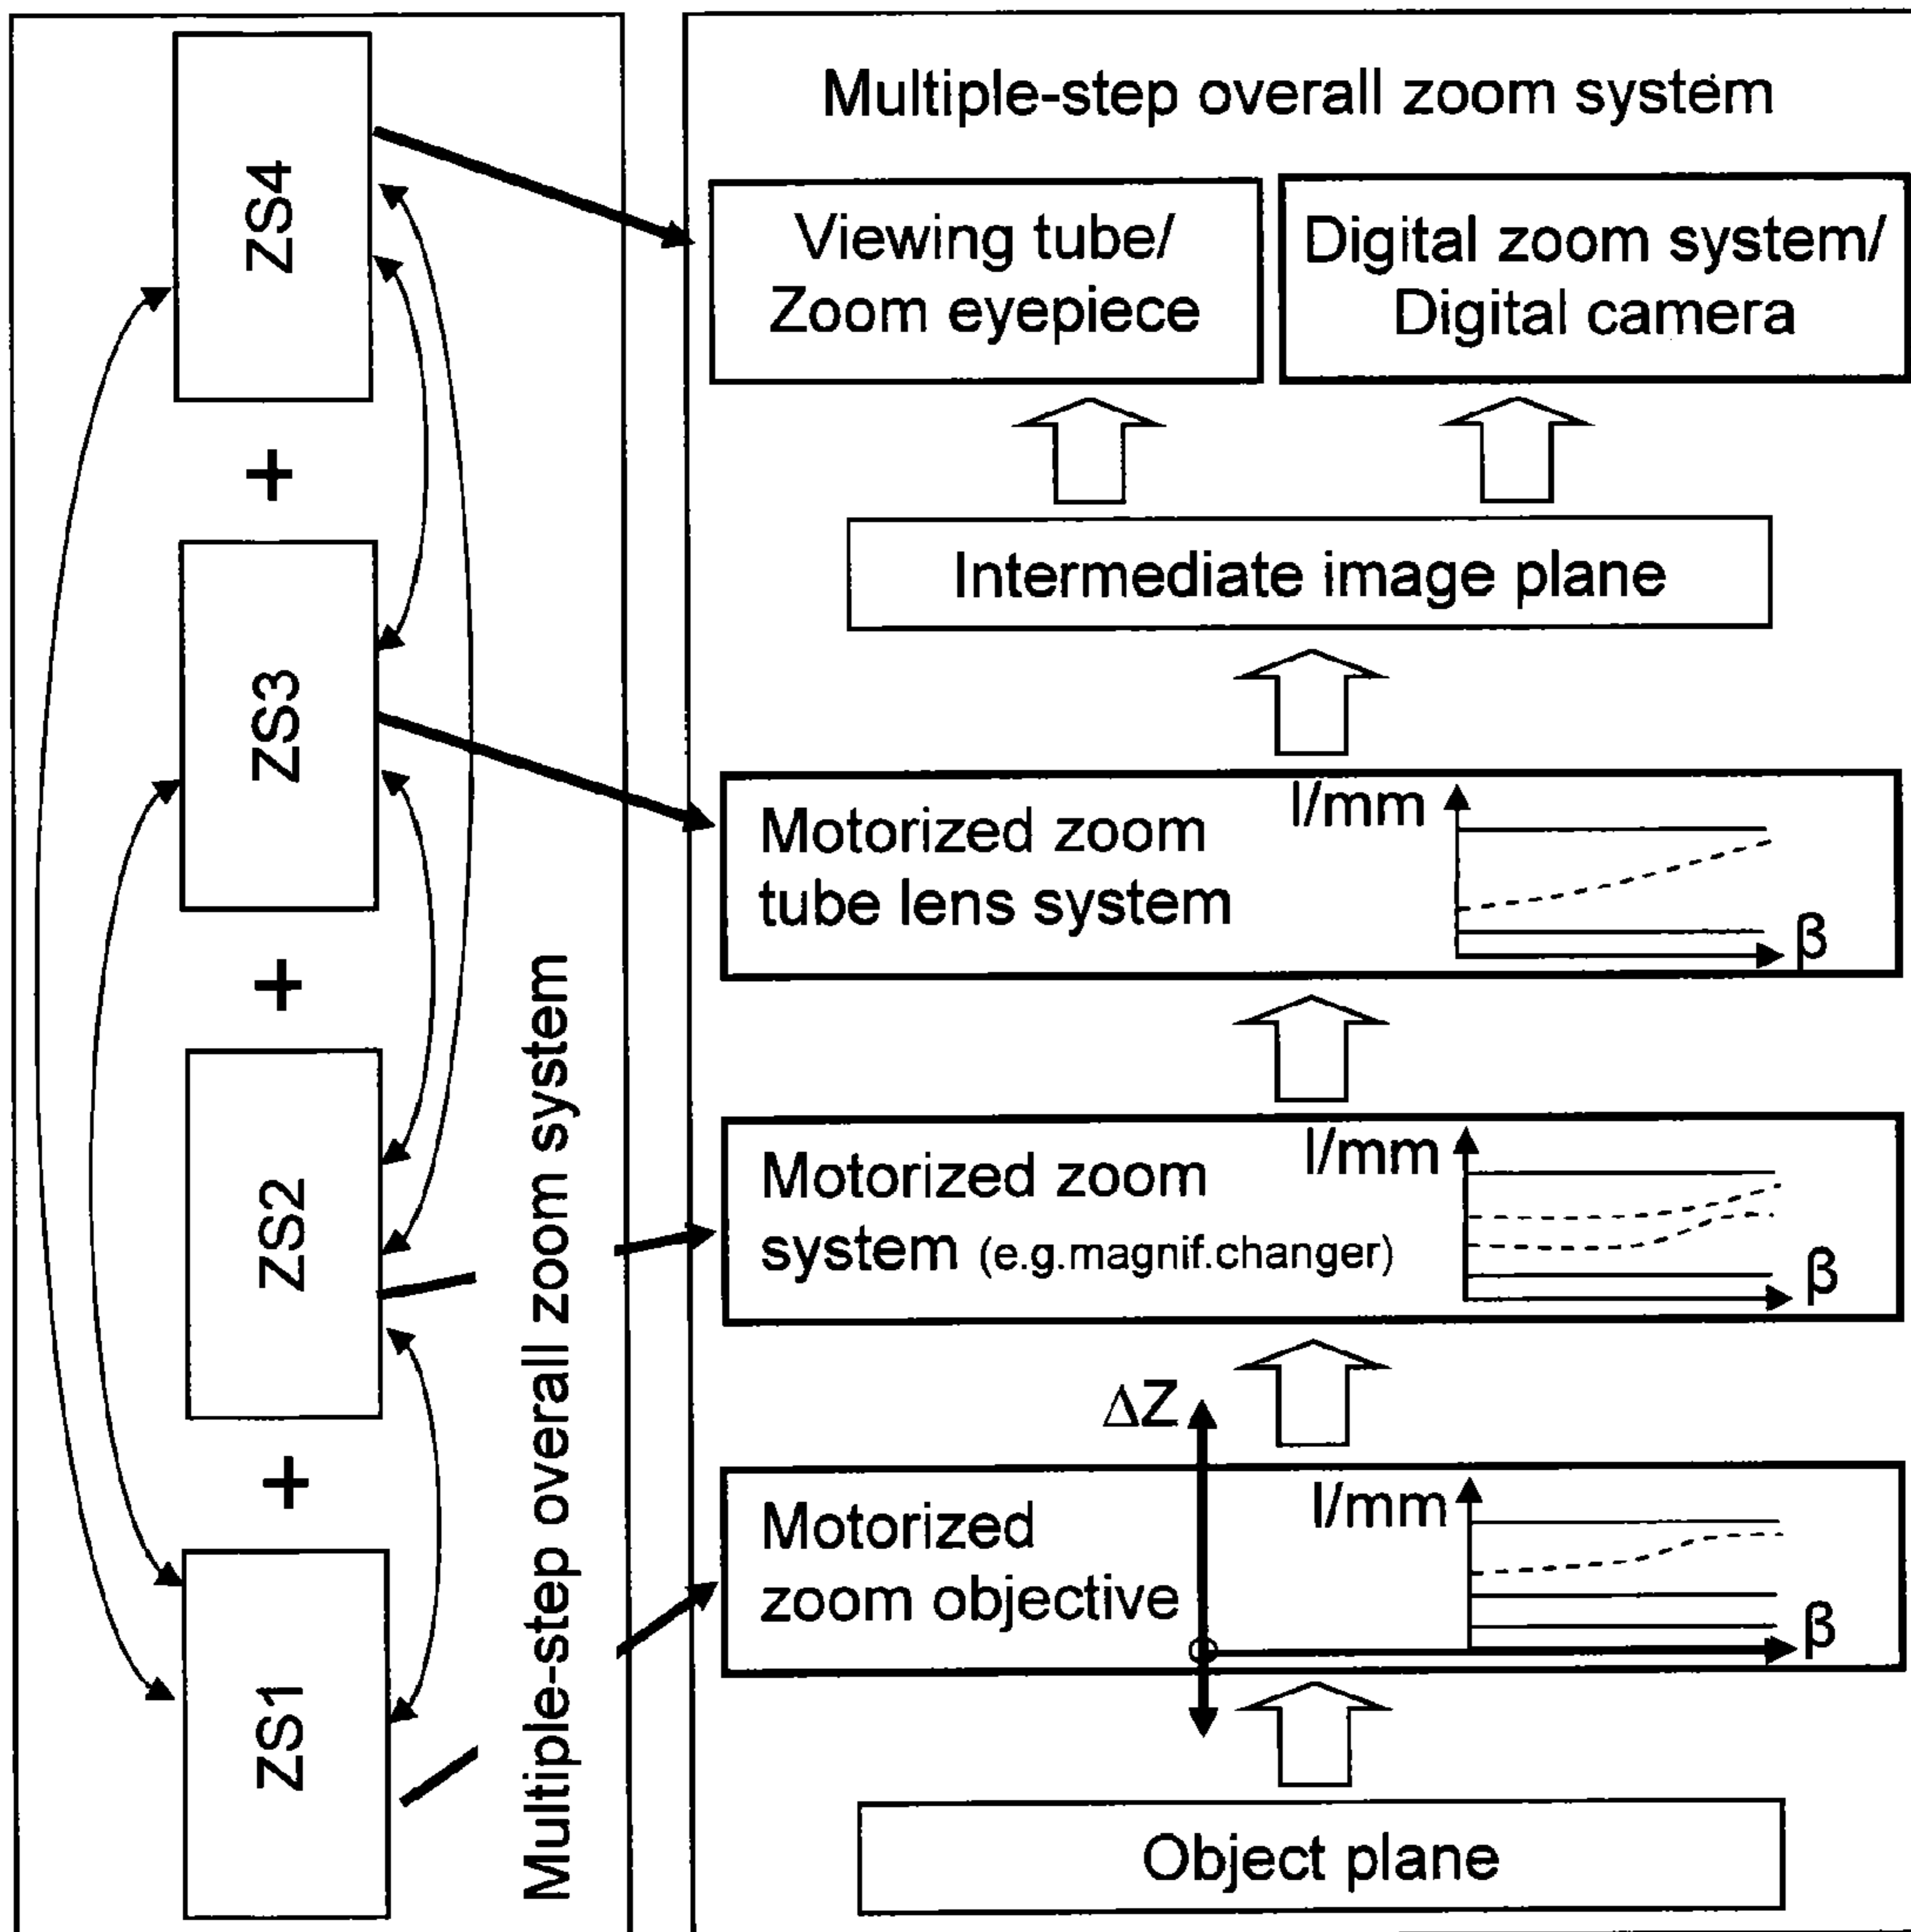 ZS4
+
ZS3
+
ZS2
+
ZS1
Multiple-step overall zoom system
Multiple-step overall zoom system
Viewing tube/
Zoom eyepiece
Digital zoom system/
Digital camera
Intermediate image plane
Motorized zoom
tube lens system
l/mm
β
Motorized zoom
system (e.g.magnif.changer)
l/mm
β
ΔZ
Motorized
zoom objective
l/mm
β
Object plane